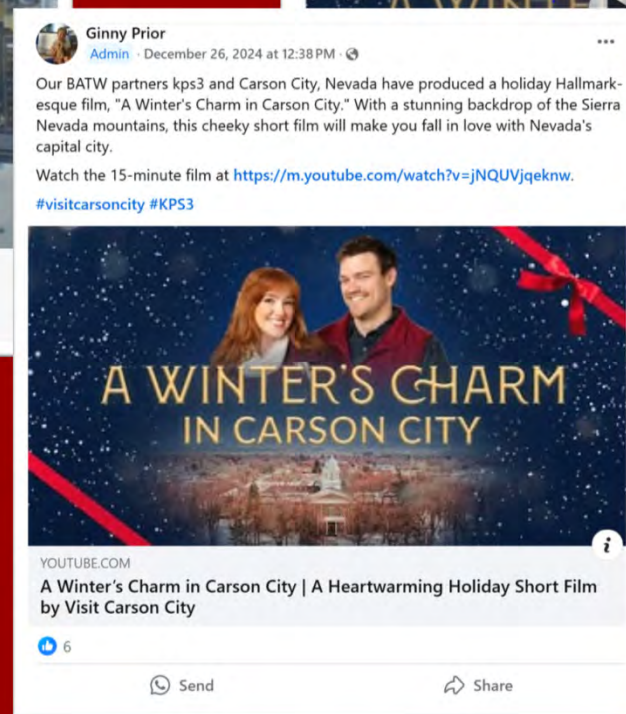 Ginny Prior
Admin · December 26, 2024 at 12:38 PM ·
Our BATW partners kps3 and Carson City, Nevada have produced a holiday Hallmark-
esque film, "A Winter's Charm in Carson City." With a stunning backdrop of the Sierra
Nevada mountains, this cheeky short film will make you fall in love with Nevada's
capital city.
Watch the 15-minute film at https://m.youtube.com/watch?v=jNQUVjqeknw.
#visitcarsoncity #KPS3
A WINTER'S CHARM
IN CARSON CITY
YOUTUBE.COM
A Winter's Charm in Carson City | A Heartwarming Holiday Short Film
by Visit Carson City
6
Send
Share